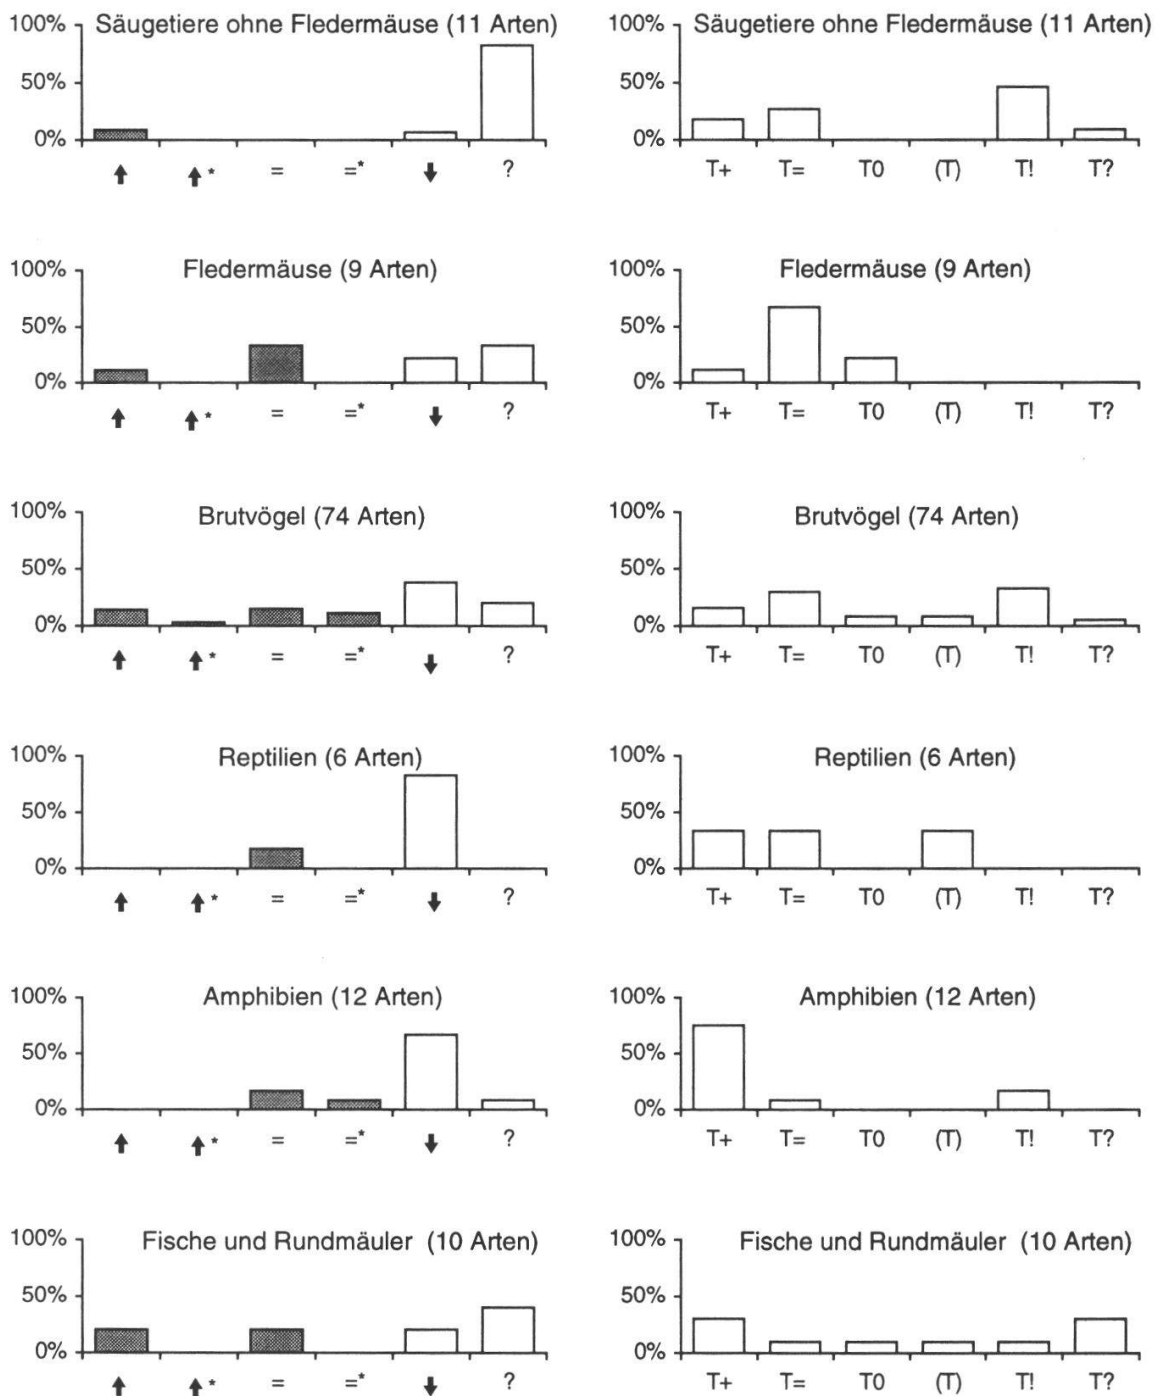 Säugetiere ohne Fledermäuse (11 Arten)
100%
50%
0%
↑ ↑* = =* ↓ ?
Säugetiere ohne Fledermäuse (11 Arten)
100%
50%
0%
T+ T= T0 (T) T! T?
Fledermäuse (9 Arten)
100%
50%
0%
↑ ↑* = =* ↓ ?
Fledermäuse (9 Arten)
100%
50%
0%
T+ T= T0 (T) T! T?
Brutvögel (74 Arten)
100%
50%
0%
↑ ↑* = =* ↓ ?
Brutvögel (74 Arten)
100%
50%
0%
T+ T= T0 (T) T! T?
Reptilien (6 Arten)
100%
50%
0%
↑ ↑* = =* ↓ ?
Reptilien (6 Arten)
100%
50%
0%
T+ T= T0 (T) T! T?
Amphibien (12 Arten)
100%
50%
0%
↑ ↑* = =* ↓ ?
Amphibien (12 Arten)
100%
50%
0%
T+ T= T0 (T) T! T?
Fische und Rundmäuler (10 Arten)
100%
50%
0%
↑ ↑* = =* ↓ ?
Fische und Rundmäuler (10 Arten)
100%
50%
0%
T+ T= T0 (T) T! T?